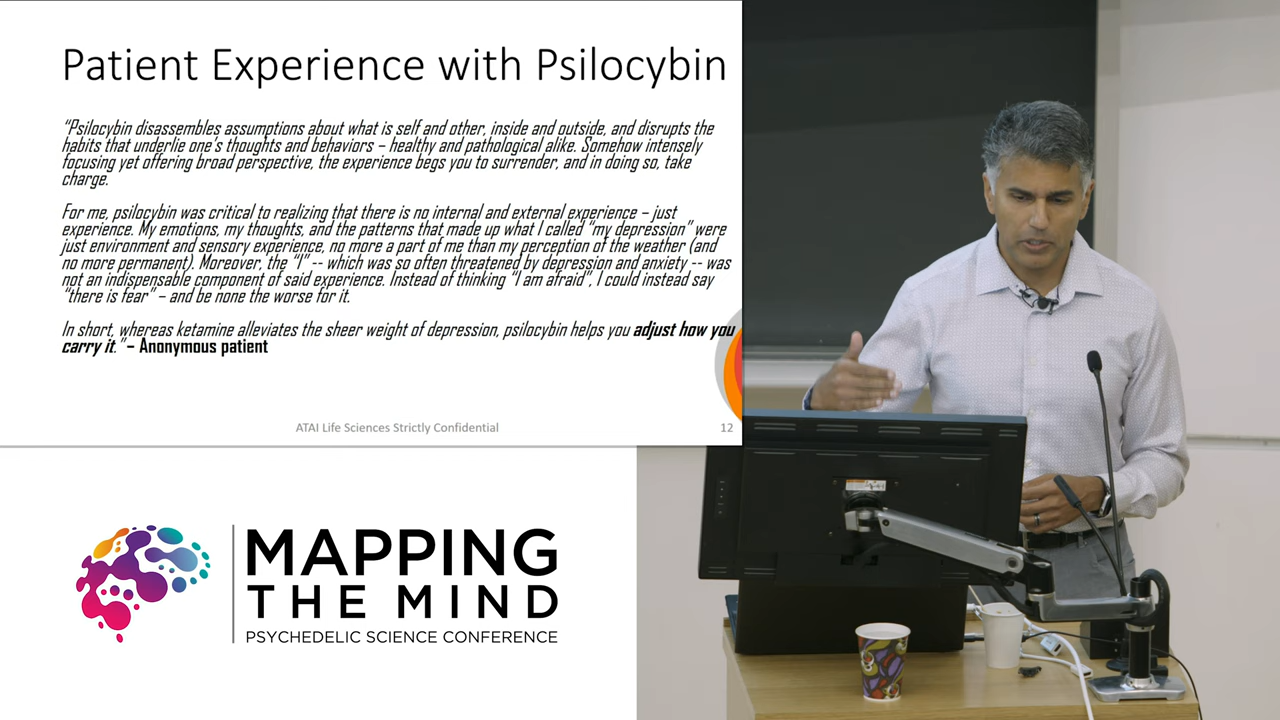 Patient Experience with Psilocybin
“Psilocybin disassembles assumptions about what is self and other, inside and outside, and disrupts the
habits that underlie one’s thoughts and behaviors – healthy and pathological alike. Somehow intensely
focusing yet offering broad perspective, the experience begs you to surrender, and in doing so, take
charge.
For me, psilocybin was critical to realizing that there is no internal and external experience – just
experience. My emotions, my thoughts, and the patterns that made up what I called “my depression” were
just environment and sensory experience, no more a part of me than my perception of the weather (and
no more permanent). Moreover, the “I” -- which was so often threatened by depression and anxiety -- was
not an indispensable component of said experience. Instead of thinking “I am afraid”, I could instead say
“there is fear” – and be none the worse for it.
In short, whereas ketamine alleviates the sheer weight of depression, psilocybin helps you adjust how you
carry it.” – Anonymous patient
ATAI Life Sciences Strictly Confidential
12
MAPPING
THE MIND
PSYCHEDELIC SCIENCE CONFERENCE